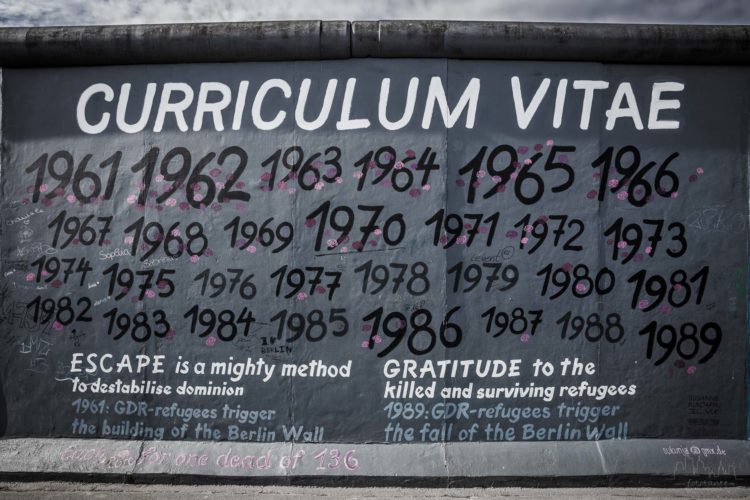 CURRICULUM VITAE
1961 1962 1963 1964 1965 1966
1967 1968 1969 1970 1971 1972 1973
1974 1975 1976 1977 1978 1979 1980 1981
1982 1983 1984 1985 1986 1987 1988 1989
Sophia
BERLIN
ESCAPE is a mighty method
to destabilise dominion
1961: GDR-refugees trigger
the building of the Berlin Wall
GRATITUDE to the
killed and surviving refugees
1989: GDR-refugees trigger
the fall of the Berlin Wall
for one dead of 136